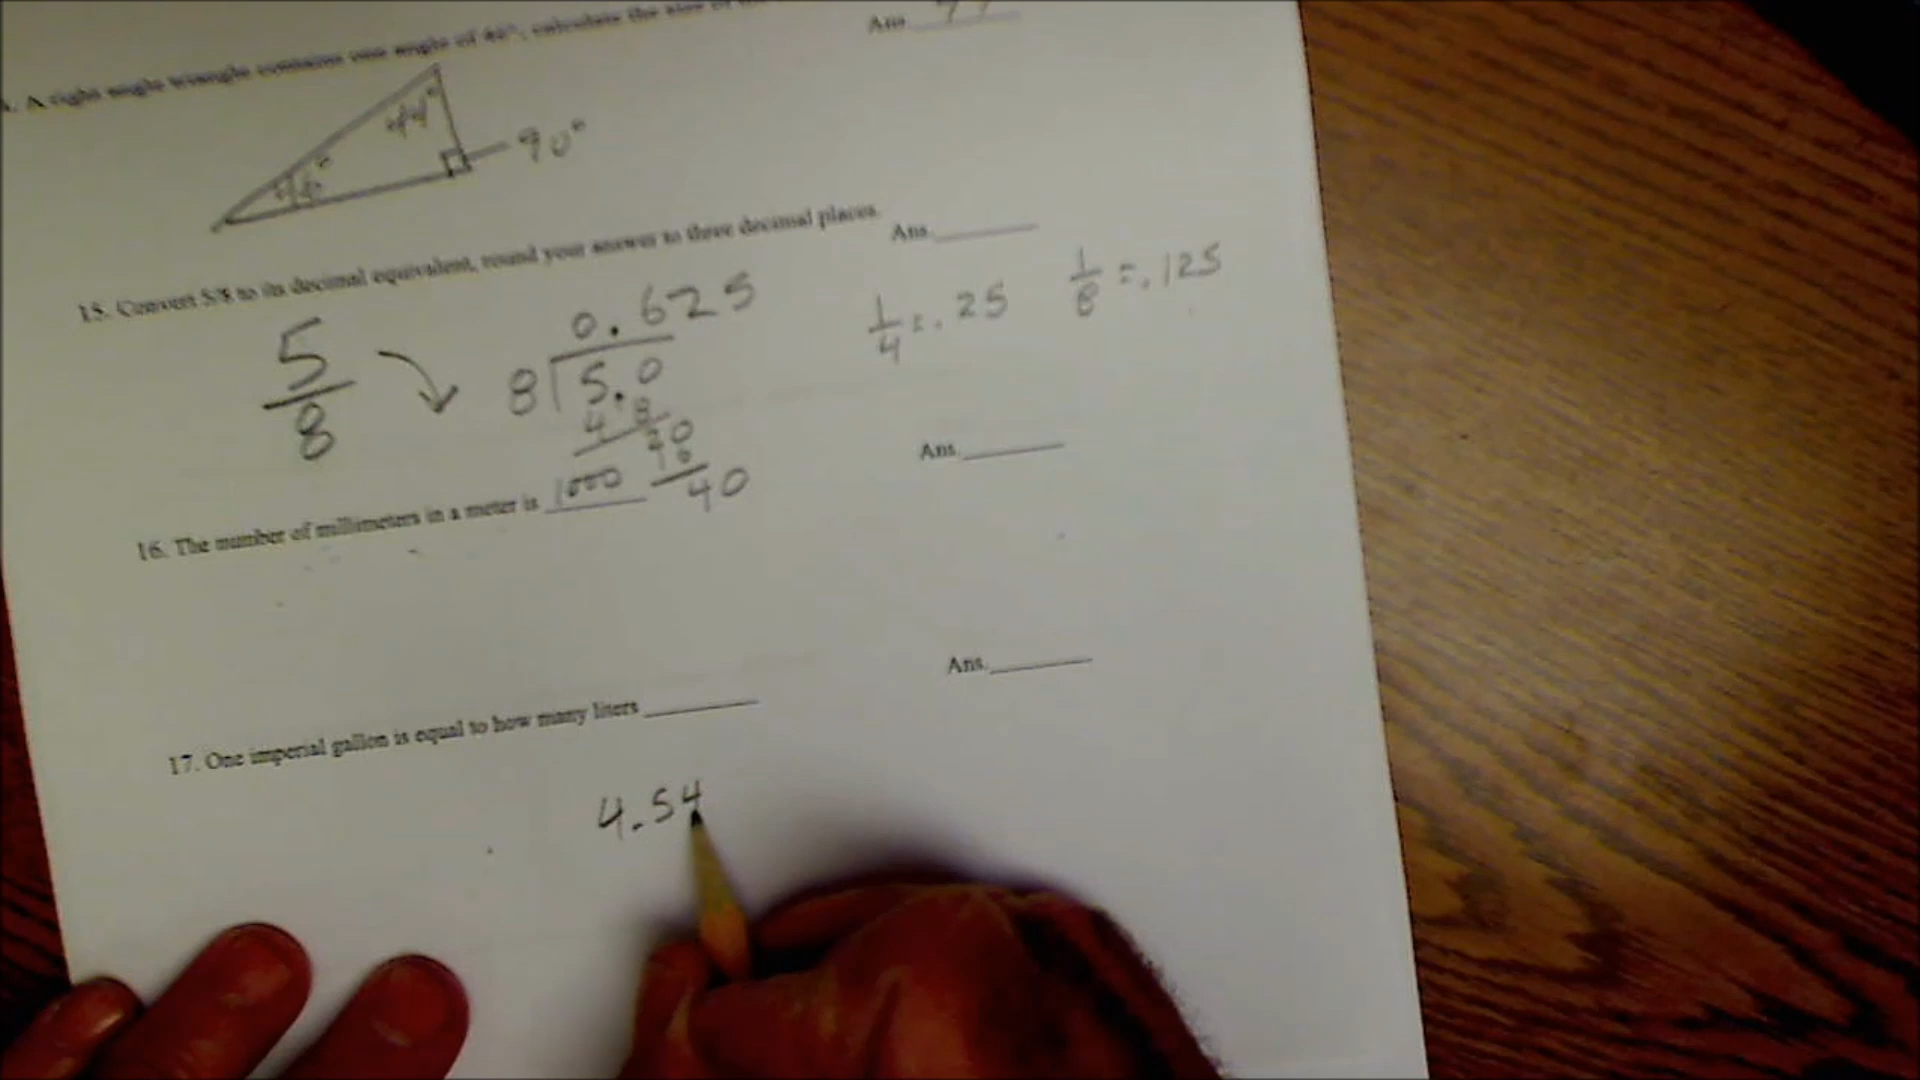 A right angle triangle contains one angle of 46°, calculate the size of the
Ans
44°
46°
90°
15. Convert 5/8 to its decimal equivalent, round your answer to three decimal places.
Ans.
5
8
0.625
8 5.0
4 8
20
16
40
1/4 = .25
1/8 = .125
16. The number of millimeters in a meter is 1000
Ans.
17. One imperial gallon is equal to how many liters
Ans.
4.54